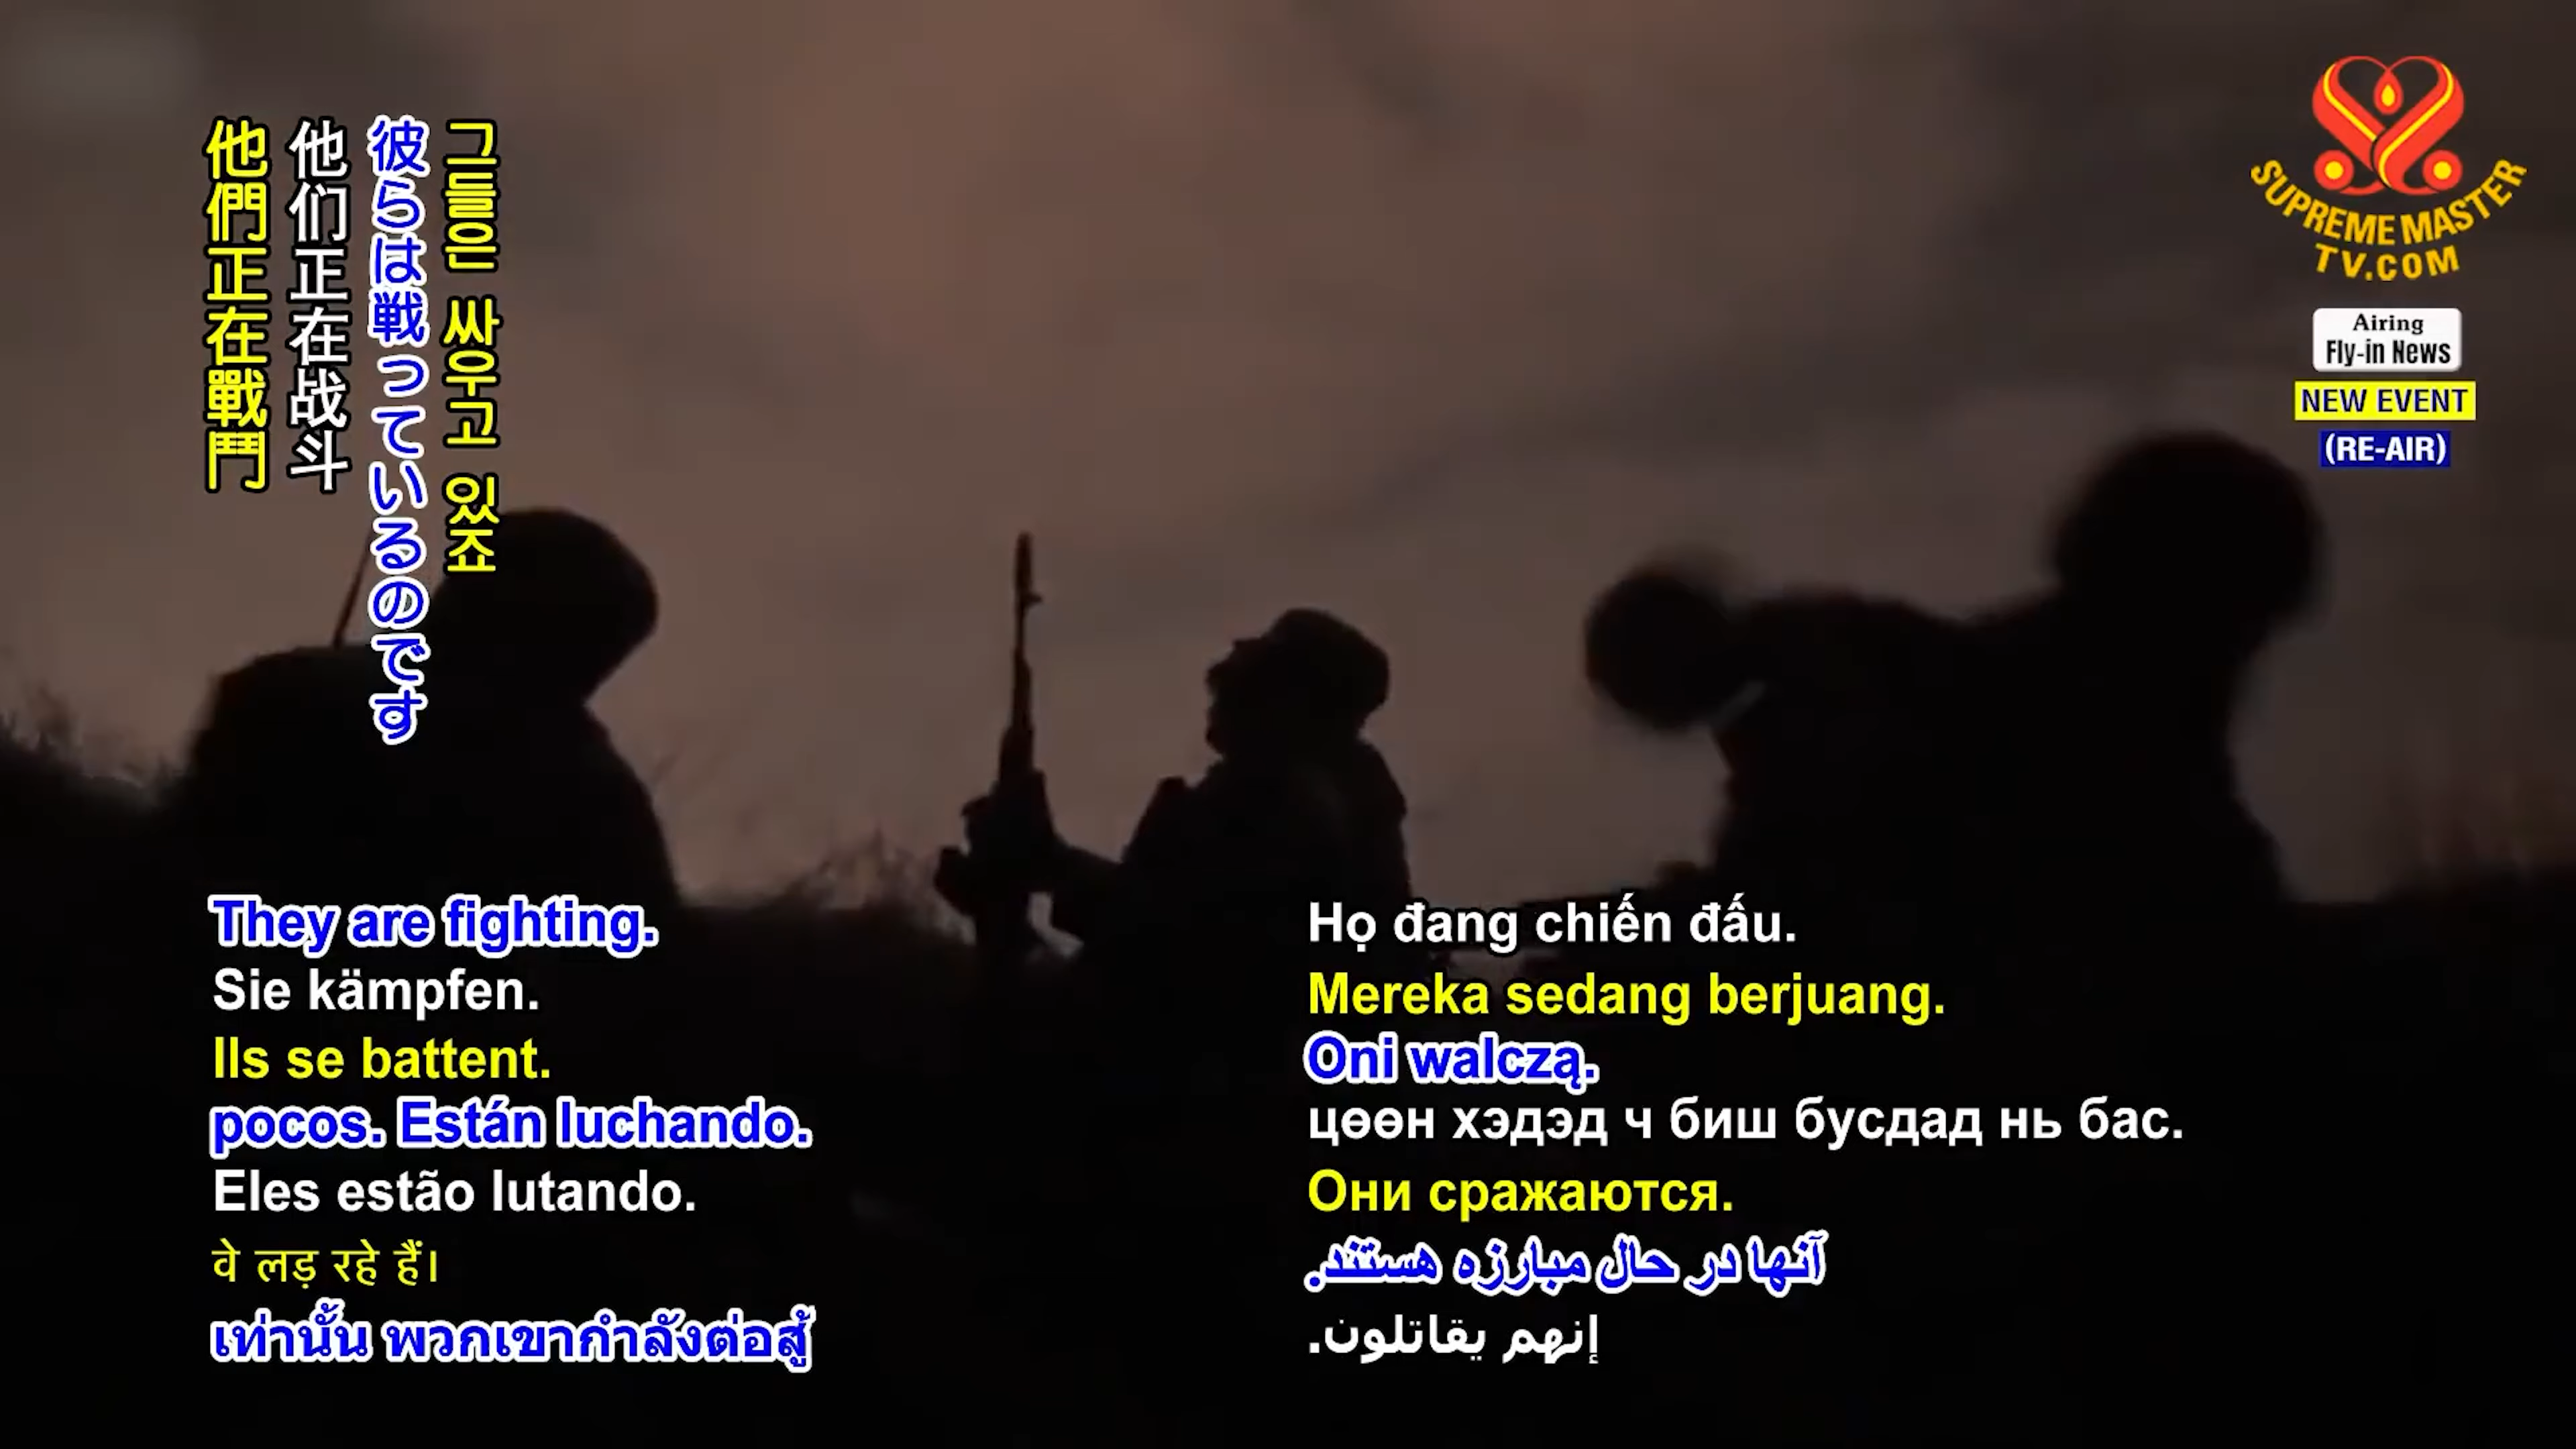 他們正在戰鬥
他们正在战斗
彼らは戦っているのです
그들은 싸우고 있죠
SUPREME MASTER
TV.COM
Airing
Fly-in News
NEW EVENT
(RE-AIR)
They are fighting.
Sie kämpfen.
Ils se battent.
pocos. Están luchando.
Eles estão lutando.
वे लड़ रहे हैं।
เท่านั้น พวกเขากำลังต่อสู้
Họ đang chiến đấu.
Mereka sedang berjuang.
Oni walczą.
цөөн хэдэд ч биш бусдад нь бас.
Они сражаются.
آنها در حال مبارزه هستند.
إنهم يقاتلون.